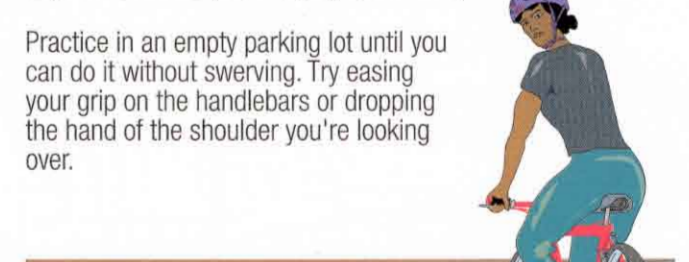 Practice in an empty parking lot until you
can do it without swerving. Try easing
your grip on the handlebars or dropping
the hand of the shoulder you're looking
over.